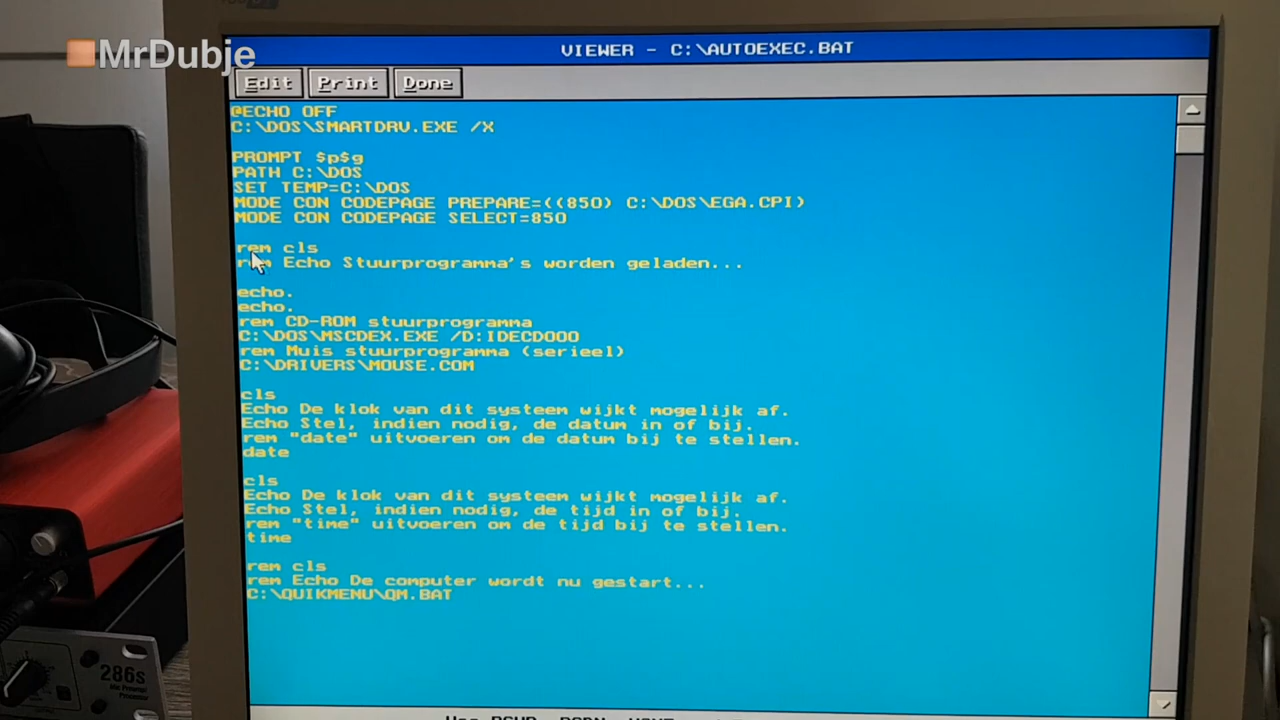 MrDubje
VIEWER - C:\AUTOEXEC.BAT
Edit Print Done
@ECHO OFF
C:\DOS\SMARTDRV.EXE /X
PROMPT $p$g
PATH C:\DOS
SET TEMP=C:\DOS
MODE CON CODEPAGE PREPARE=((850) C:\DOS\EGA.CPI)
MODE CON CODEPAGE SELECT=850
rem cls
rem Echo Stuurprogramma's worden geladen...
echo.
echo.
rem CD-ROM stuurprogramma
C:\DOS\MSCDEX.EXE /D:IDECD000
rem Muis stuurprogramma (serieel)
C:\DRIVERS\MOUSE.COM
cls
Echo De klok van dit systeem wijkt mogelijk af.
Echo Stel, indien nodig, de datum in of bij.
rem "date" uitvoeren om de datum bij te stellen.
date
cls
Echo De klok van dit systeem wijkt mogelijk af.
Echo Stel, indien nodig, de tijd in of bij.
rem "time" uitvoeren om de tijd bij te stellen.
time
rem cls
rem Echo De computer wordt nu gestart...
C:\QUIKMENU\QM.BAT
286s